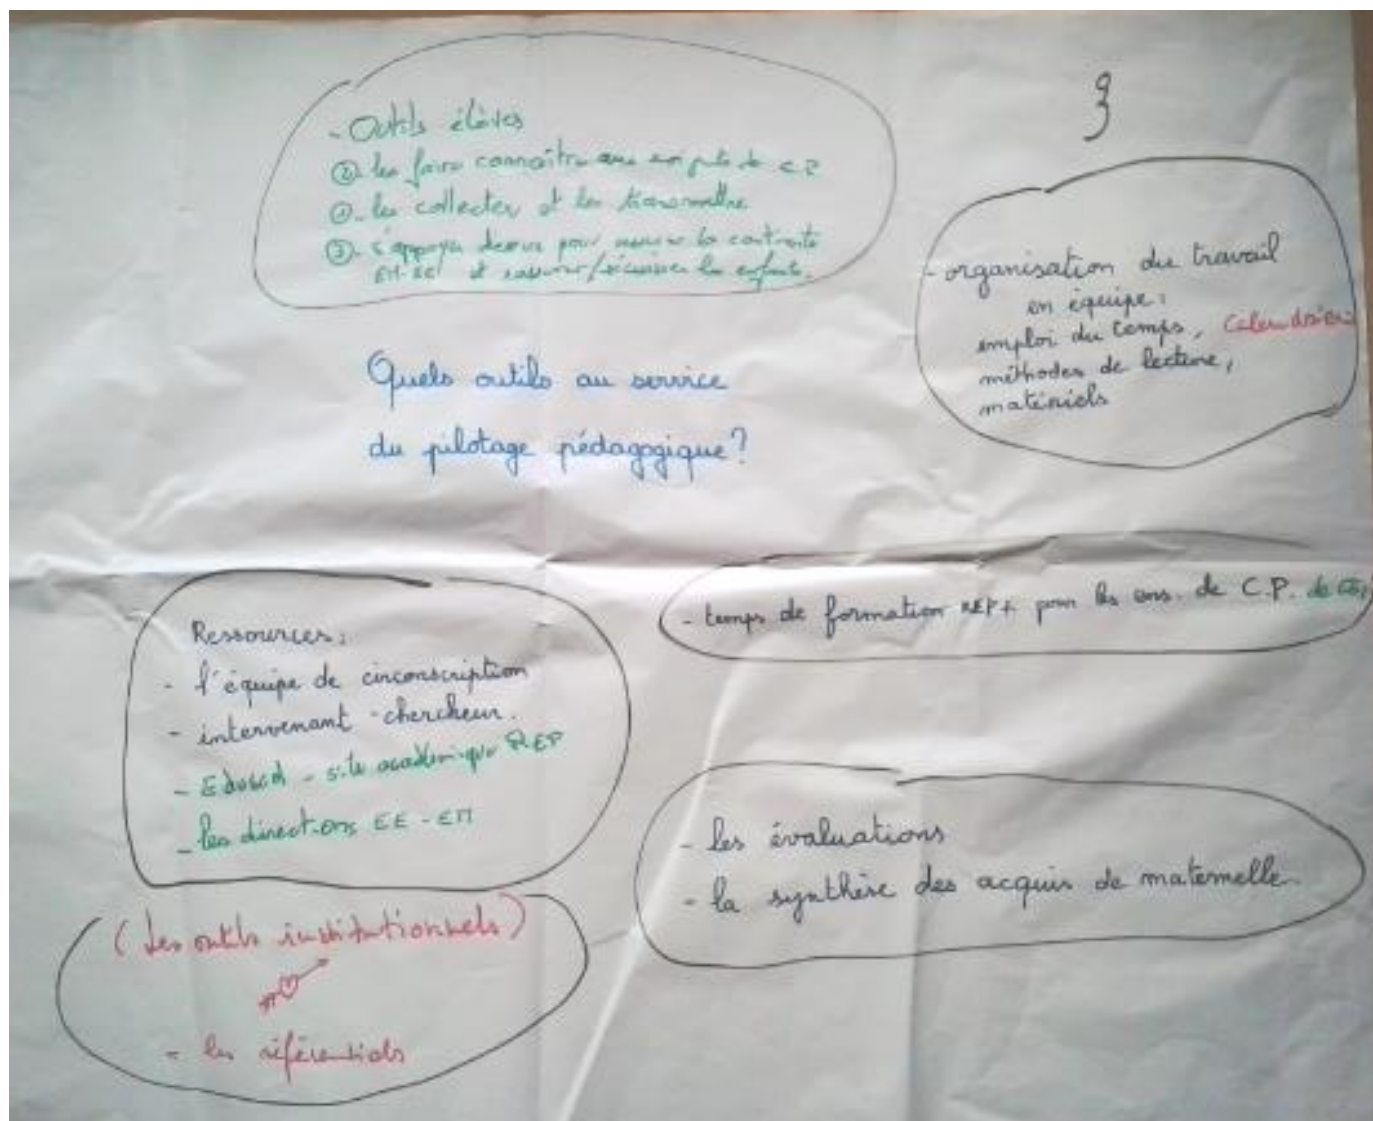 - Outils élèves
② les faire connaître aux de C2
① - les collecter et les transmettre
③ - s'appuyer dessus pour assurer la
EM-EE et rassurer/sécuriser les enfants.
3
- organisation du travail
en équipe:
emploi du temps, Calendrier
méthodes de lecture,
matériels
Quels outils au service
du pilotage pédagogique?
- temps de formation REP+ pour les ens. de C.P. de
Ressources:
- l'équipe de circonscription
- intervenant-chercheur.
- Eduscol - site académique REP
- les directions EE - EM
- les évaluations
- la synthèse des acquis de maternelle.
(Les outils institutionnels)
- les référentiels